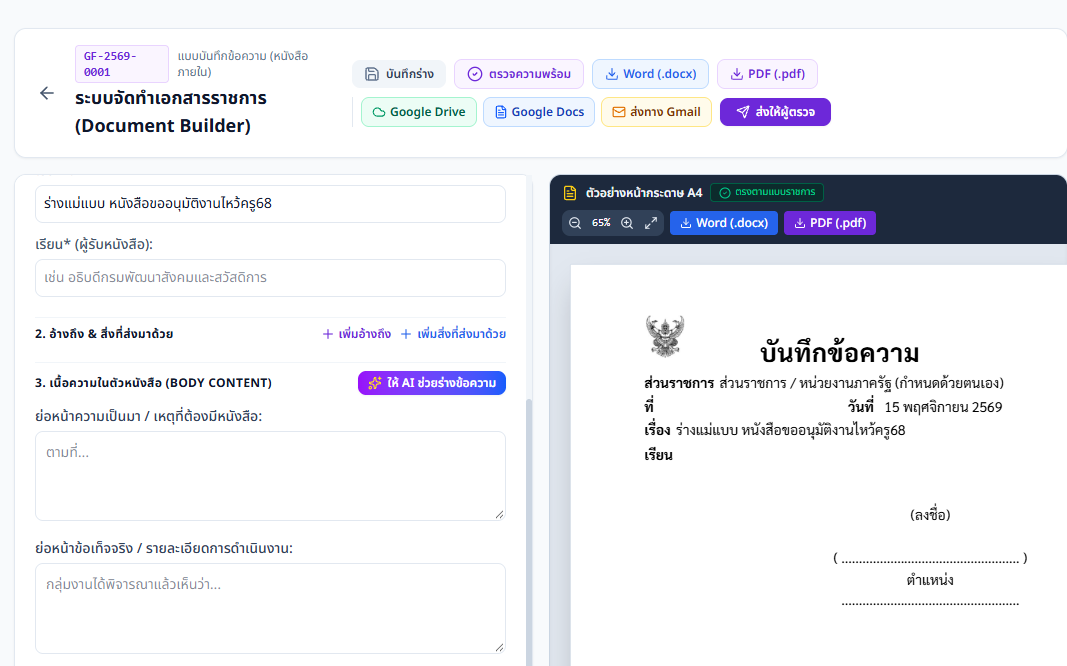 GF-2569-0001
แบบบันทึกข้อความ (หนังสือภายใน)
ระบบจัดทำเอกสารราชการ
(Document Builder)
บันทึกร่าง
ตรวจความพร้อม
Word (.docx)
PDF (.pdf)
Google Drive
Google Docs
ส่งทาง Gmail
ส่งให้ผู้ตรวจ
ร่างแม่แบบ หนังสือขออนุมัติงานไหว้ครู68
เรียน* (ผู้รับหนังสือ):
เช่น อธิบดีกรมพัฒนาสังคมและสวัสดิการ
2. อ้างถึง & สิ่งที่ส่งมาด้วย
เพิ่มอ้างถึง
เพิ่มสิ่งที่ส่งมาด้วย
3. เนื้อความในตัวหนังสือ (BODY CONTENT)
ให้ AI ช่วยร่างข้อความ
ย่อหน้าความเป็นมา / เหตุที่ต้องมีหนังสือ:
ตามที่...
ย่อหน้าข้อเท็จจริง / รายละเอียดการดำเนินงาน:
กลุ่มงานได้พิจารณาแล้วเห็นว่า...
ตัวอย่างหน้ากระดาษ A4
ตรงตามแบบราชการ
65%
Word (.docx)
PDF (.pdf)
บันทึกข้อความ
ส่วนราชการ ส่วนราชการ / หน่วยงานภาครัฐ (กำหนดด้วยตนเอง)
ที่ วันที่ 15 พฤศจิกายน 2569
เรื่อง ร่างแม่แบบ หนังสือขออนุมัติงานไหว้ครู68
เรียน
(ลงชื่อ)
( ................................................... )
ตำแหน่ง
...................................................